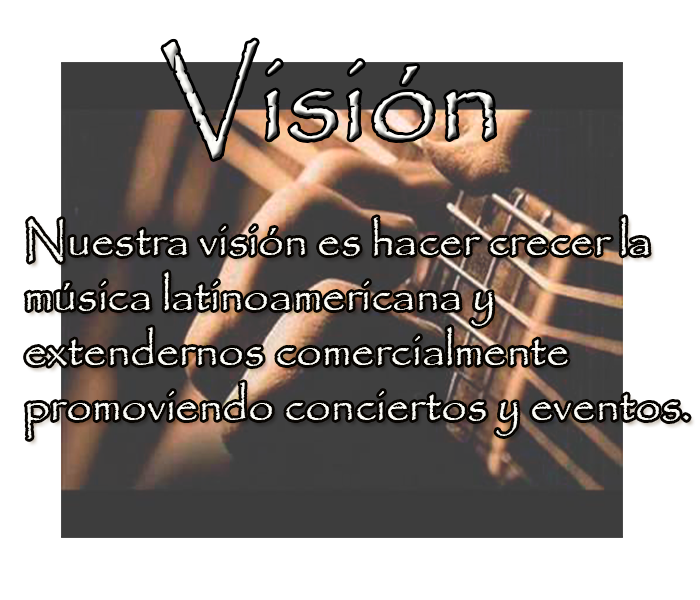 Visión
Nuestra visión es hacer crecer la
música latinoamericana y
extendernos comercialmente
promoviendo conciertos y eventos.